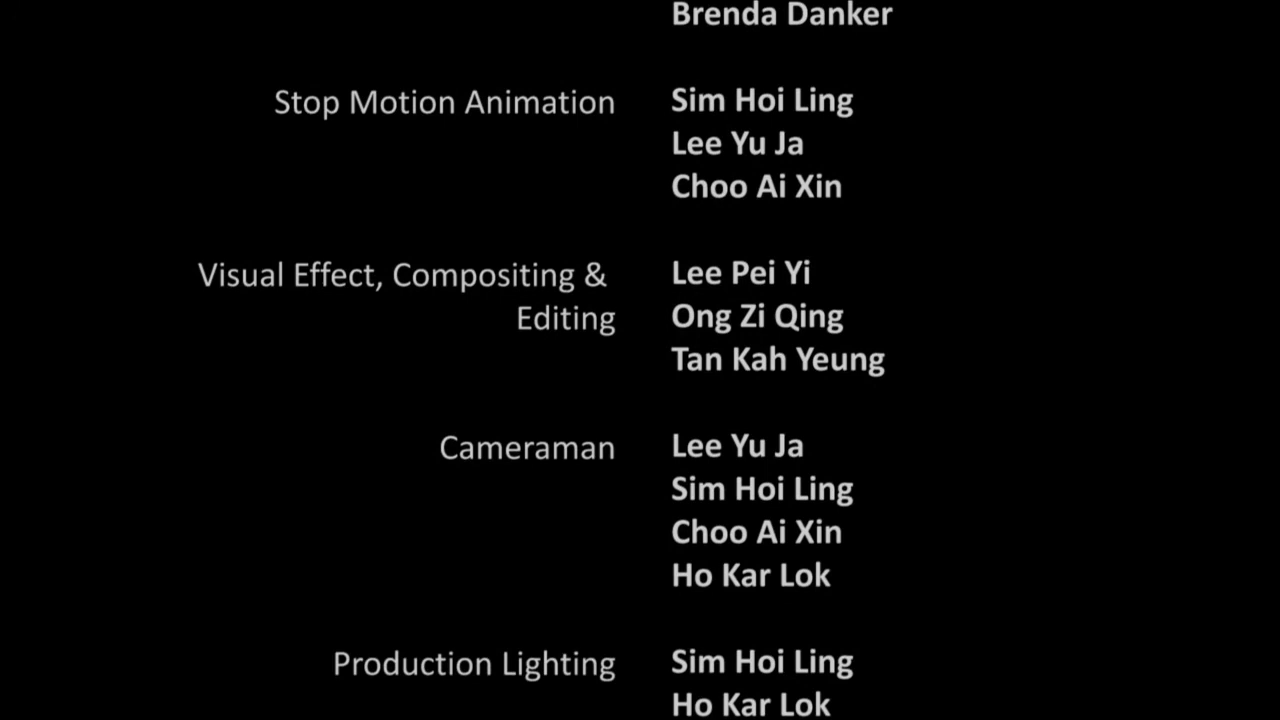 Brenda Danker
Stop Motion Animation Sim Hoi Ling
Lee Yu Ja
Choo Ai Xin
Visual Effect, Compositing & Lee Pei Yi
Editing Ong Zi Qing
Tan Kah Yeung
Cameraman Lee Yu Ja
Sim Hoi Ling
Choo Ai Xin
Ho Kar Lok
Production Lighting Sim Hoi Ling
Ho Kar Lok